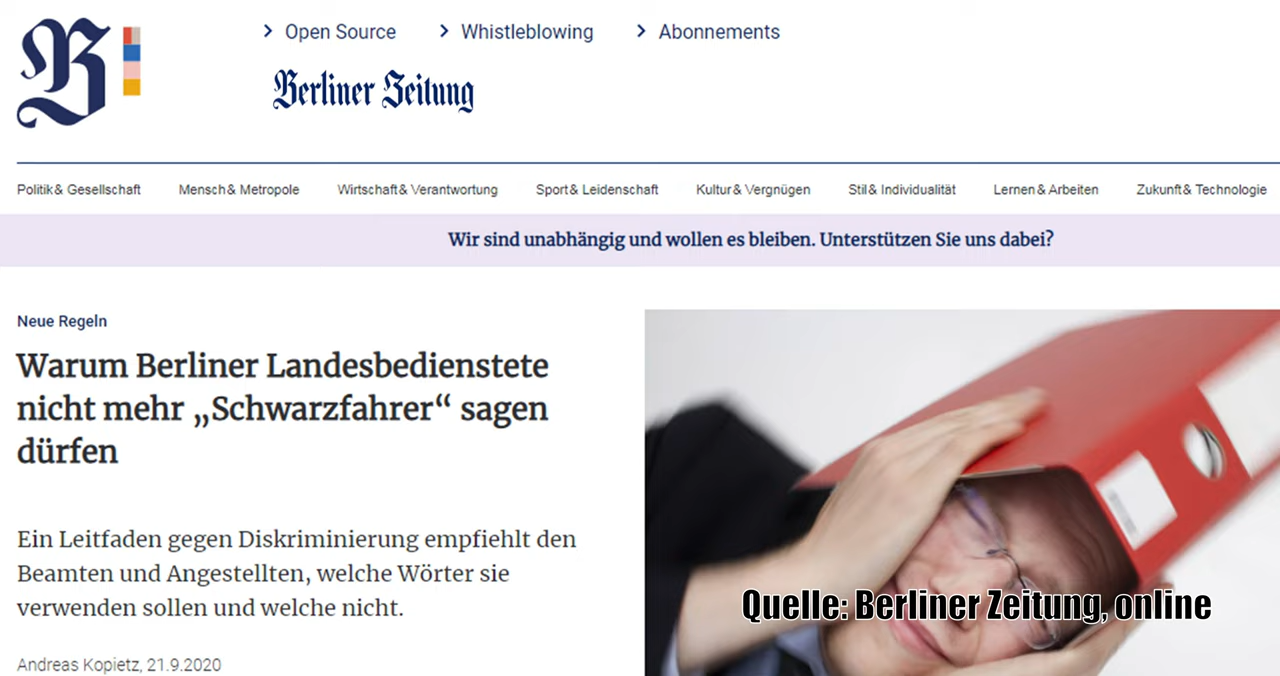 B
Open Source
Whistleblowing
Abonnements
Berliner Zeitung
Politik & Gesellschaft
Mensch & Metropole
Wirtschaft & Verantwortung
Sport & Leidenschaft
Kultur & Vergnügen
Stil & Individualität
Lernen & Arbeiten
Zukunft & Technologie
Wir sind unabhängig und wollen es bleiben. Unterstützen Sie uns dabei?
Neue Regeln
Warum Berliner Landesbedienstete
nicht mehr „Schwarzfahrer“ sagen
dürfen
Ein Leitfaden gegen Diskriminierung empfiehlt den
Beamten und Angestellten, welche Wörter sie
verwenden sollen und welche nicht.
Andreas Kopietz, 21.9.2020
Quelle: Berliner Zeitung, online